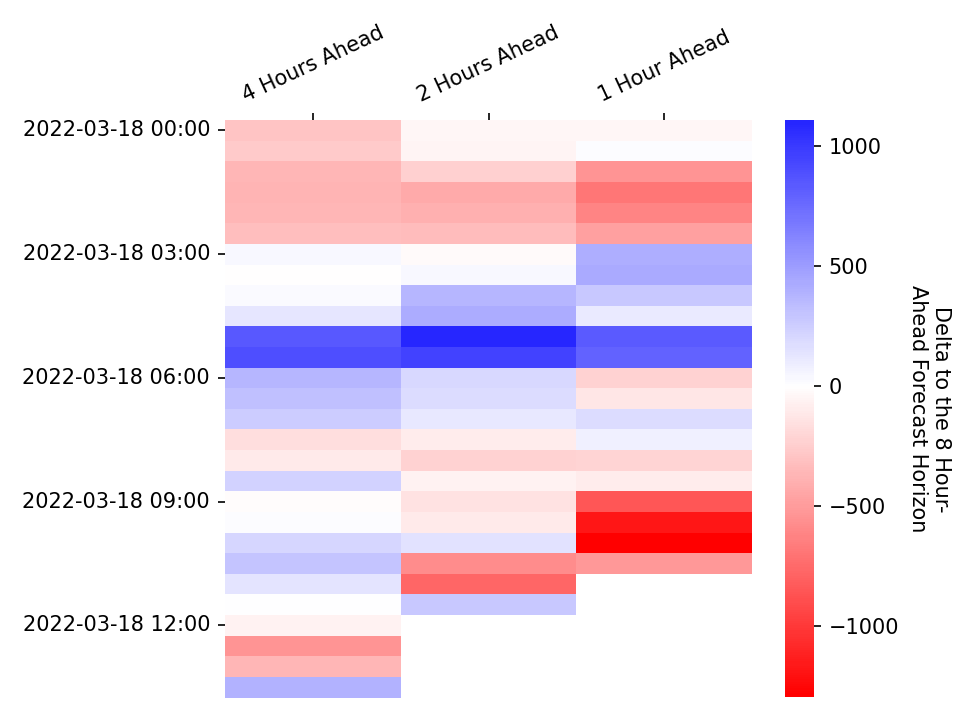 4 Hours Ahead
2 Hours Ahead
1 Hour Ahead
2022-03-18 00:00
2022-03-18 03:00
2022-03-18 06:00
2022-03-18 09:00
2022-03-18 12:00
1000
500
0
−500
−1000
Delta to the 8 Hour-
Ahead Forecast Horizon